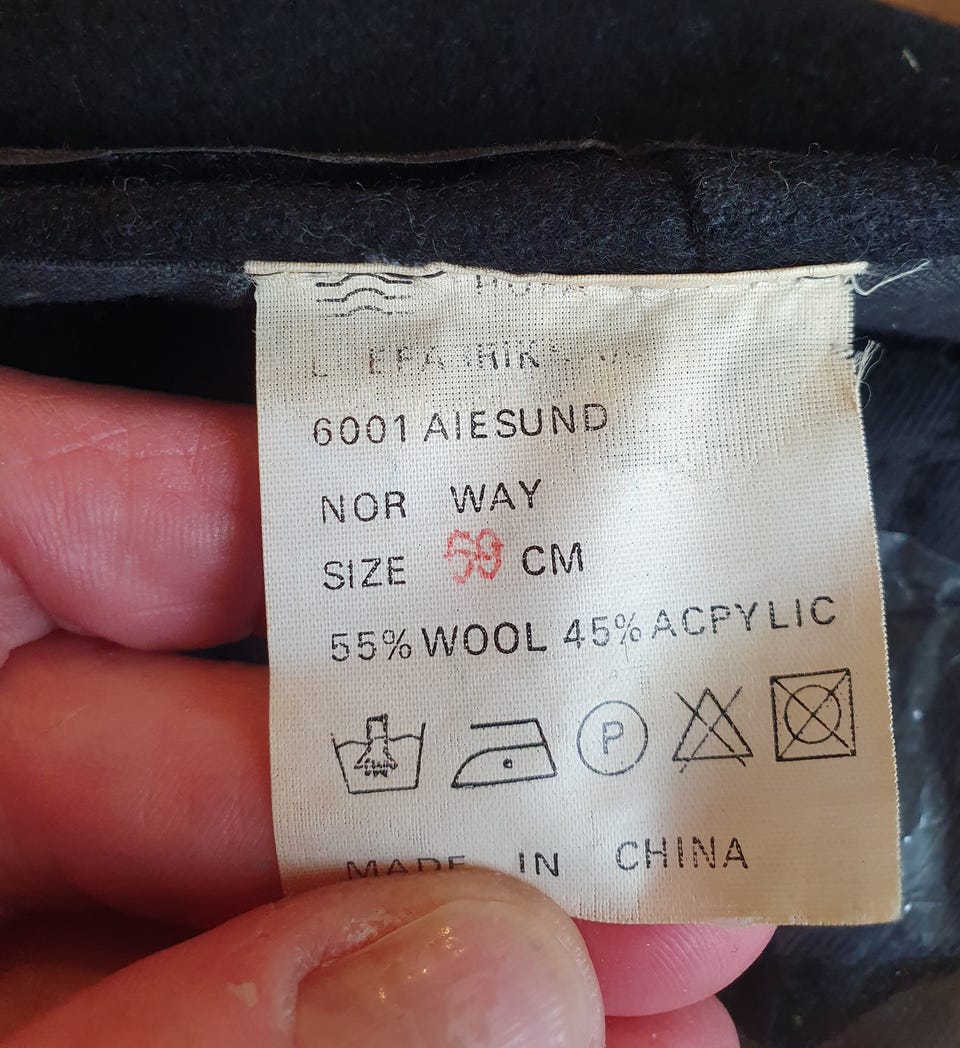 6001 AIESUND
NOR WAY
SIZE 59 CM
55% WOOL 45% ACPYLIC
P
MADE IN CHINA